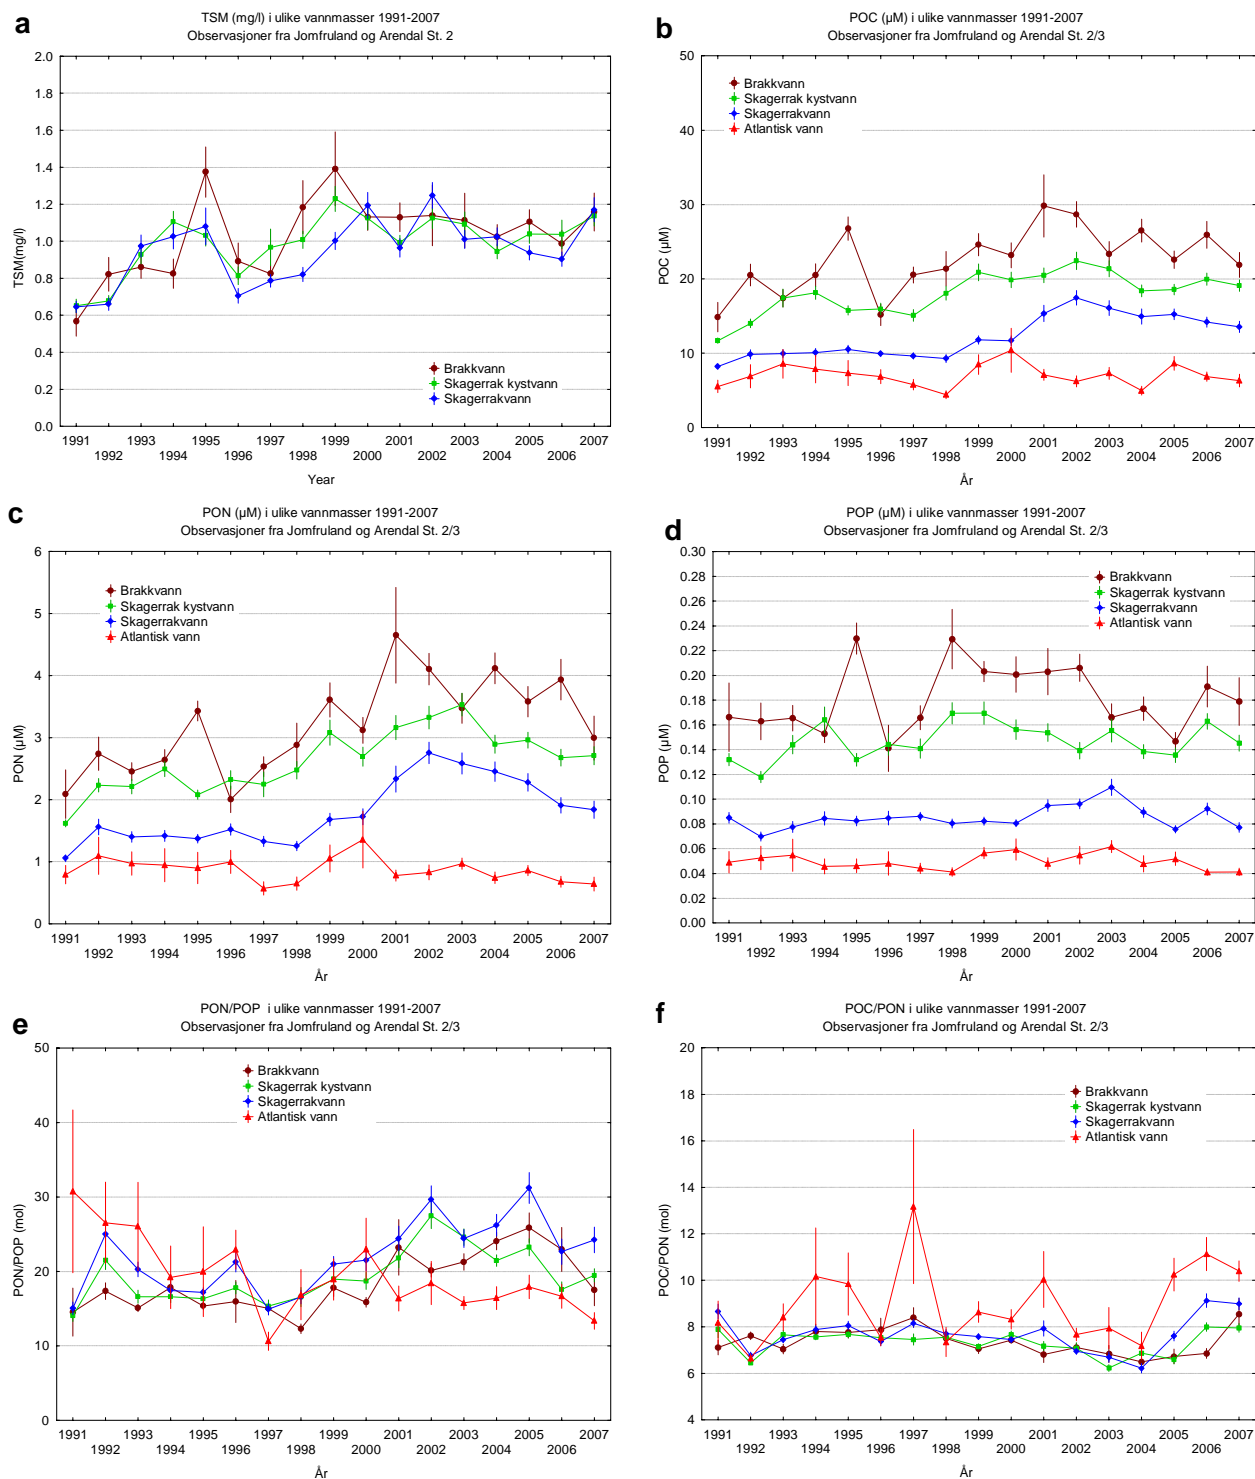 a
TSM (mg/l) i ulike vannmasser 1991-2007
Observasjoner fra Jomfruland og Arendal St. 2
2.0
1.8
1.6
1.4
1.2
1.0
0.8
0.6
0.4
0.2
0.0
TSM(mg/l)
Brakkvann
Skagerrak kystvann
Skagerrakvann
1991 1993 1995 1997 1999 2001 2003 2005 2007
1992 1994 1996 1998 2000 2002 2004 2006
Year
b
POC (µM) i ulike vannmasser 1991-2007
Observasjoner fra Jomfruland og Arendal St. 2/3
50
40
30
20
10
0
POC (µM)
Brakkvann
Skagerrak kystvann
Skagerrakvann
Atlantisk vann
1991 1993 1995 1997 1999 2001 2003 2005 2007
1992 1994 1996 1998 2000 2002 2004 2006
År
c
PON (µM) i ulike vannmasser 1991-2007
Observasjoner fra Jomfruland og Arendal St. 2/3
6
5
4
3
2
1
0
PON (µM)
Brakkvann
Skagerrak kystvann
Skagerrakvann
Atlantisk vann
1991 1993 1995 1997 1999 2001 2003 2005 2007
1992 1994 1996 1998 2000 2002 2004 2006
År
d
POP (µM) i ulike vannmasser 1991-2007
Observasjoner fra Jomfruland og Arendal St. 2/3
0.30
0.28
0.26
0.24
0.22
0.20
0.18
0.16
0.14
0.12
0.10
0.08
0.06
0.04
0.02
0.00
POP (µM)
Brakkvann
Skagerrak kystvann
Skagerrakvann
Atlantisk vann
1991 1993 1995 1997 1999 2001 2003 2005 2007
1992 1994 1996 1998 2000 2002 2004 2006
År
e
PON/POP i ulike vannmasser 1991-2007
Observasjoner fra Jomfruland og Arendal St. 2/3
50
40
30
20
10
0
PON/POP (mol)
Brakkvann
Skagerrak kystvann
Skagerrakvann
Atlantisk vann
1991 1993 1995 1997 1999 2001 2003 2005 2007
1992 1994 1996 1998 2000 2002 2004 2006
År
f
POC/PON i ulike vannmasser 1991-2007
Observasjoner fra Jomfruland og Arendal St. 2/3
20
18
16
14
12
10
8
6
4
POC/PON (mol)
Brakkvann
Skagerrak kystvann
Skagerrakvann
Atlantisk vann
1991 1993 1995 1997 1999 2001 2003 2005 2007
1992 1994 1996 1998 2000 2002 2004 2006
År